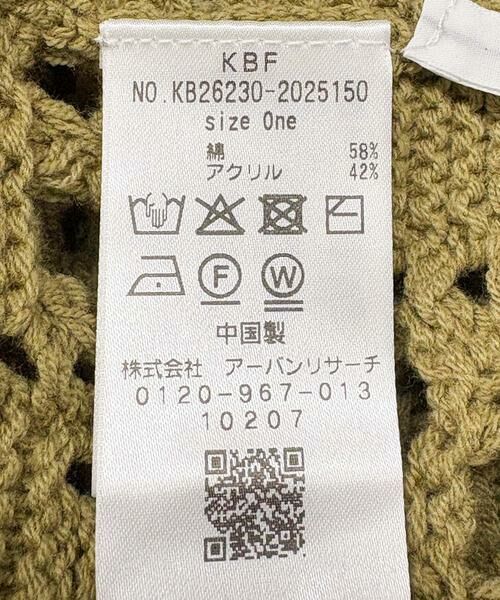 KBF
NO.KB26230-2025150
size One
綿 58%
アクリル 42%
F W
中国製
株式会社 アーバンリサーチ
0120-967-013
10207